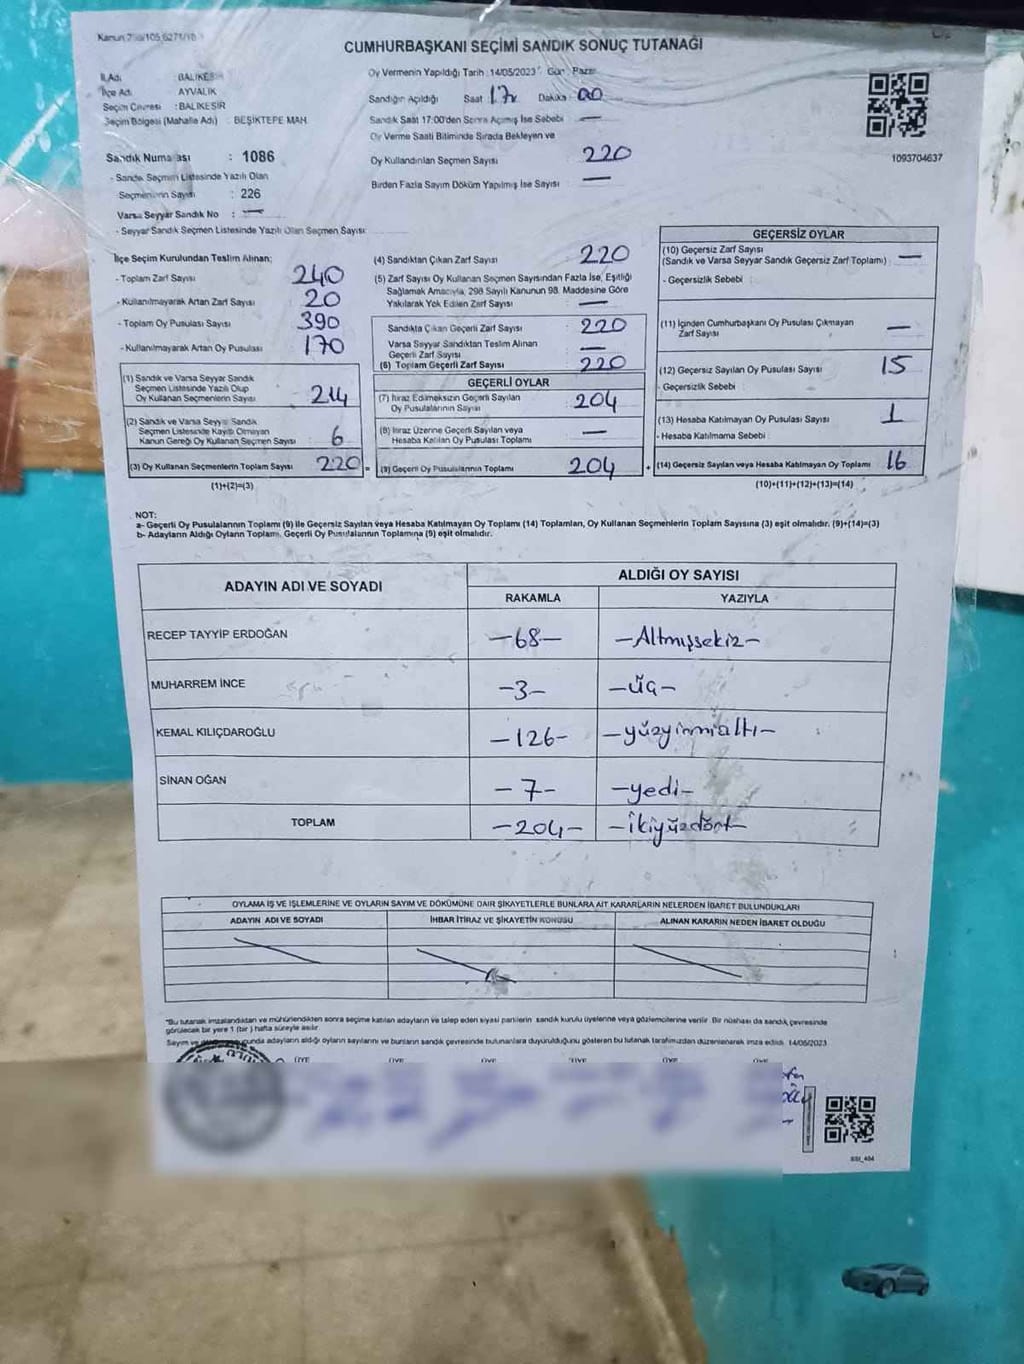 CUMHURBAŞKANI SEÇİMİ SANDIK SONUÇ TUTANAĞI
İl Adı : BALIKESİR
İlçe Adı : AYVALIK
Seçim Çevresi : BALIKESİR
Seçim Bölgesi (Mahalle Adı) : BEŞİKTEPE MAH.
Sandık Numarası : 1086
- Sandık Seçmen Listesinde Yazılı Olan
Seçmenlerin Sayısı : 226
Varsa Seyyar Sandık No : —
- Seyyar Sandık Seçmen Listesinde Yazılı Olan Seçmen Sayısı:
Oy Vermenin Yapıldığı Tarih : 14/05/2023 Gün : Pazar
Sandığın Açıldığı Saat 17 Dakika 00
Sandık Saat 17:00'den Sonra Açımış İse Sebebi —
Oy Verme Saati Bitiminde Sırada Bekleyen ve
Oy Kullandırılan Seçmen Sayısı 220
Birden Fazla Sayım Döküm Yapılmış İse Sayısı —
1093704637
İlçe Seçim Kurulundan Teslim Alınan:
- Toplam Zarf Sayısı 240
- Kullanılmayarak Artan Zarf Sayısı 20
- Toplam Oy Pusulası Sayısı 390
- Kullanılmayarak Artan Oy Pusulası 170
(1) Sandık ve Varsa Seyyar Sandık
Seçmen Listesinde Yazılı Olup
Oy Kullanan Seçmenlerin Sayısı 214
(2) Sandık ve Varsa Seyyar Sandık
Seçmen Listesinde Kayıtlı Olmayan
Kanun Gereği Oy Kullanan Seçmen Sayısı 6
(3) Oy Kullanan Seçmenlerin Toplam Sayısı 220 =
(1)+(2)=(3)
(4) Sandıktan Çıkan Zarf Sayısı 220
(5) Zarf Sayısı Oy Kullanan Seçmen Sayısından Fazla İse, Eşitliği
Sağlamak Amacıyla, 298 Sayılı Kanunun 98. Maddesine Göre
Yakılarak Yok Edilen Zarf Sayısı —
Sandıkta Çıkan Geçerli Zarf Sayısı 220
Varsa Seyyar Sandıktan Teslim Alınan
Geçerli Zarf Sayısı —
(6) Toplam Geçerli Zarf Sayısı 220
GEÇERLİ OYLAR
(7) İtiraz Edilmeksizin Geçerli Sayılan
Oy Pusulalarının Sayısı 204
(8) İtiraz Üzerine Geçerli Sayılan veya
Hesaba Katılan Oy Pusulası Toplamı —
(9) Geçerli Oy Pusulalarının Toplamı 204 +
GEÇERSİZ OYLAR
(10) Geçersiz Zarf Sayısı
(Sandık ve Varsa Seyyar Sandık Geçersiz Zarf Toplamı) —
- Geçersizlik Sebebi :
(11) İçinden Cumhurbaşkanı Oy Pusulası Çıkmayan
Zarf Sayısı —
(12) Geçersiz Sayılan Oy Pusulası Sayısı 15
- Geçersizlik Sebebi :
(13) Hesaba Katılmayan Oy Pusulası Sayısı 1
- Hesaba Katılmama Sebebi :
(14) Geçersiz Sayılan veya Hesaba Katılmayan Oy Toplamı 16
(10)+(11)+(12)+(13)=(14)
NOT:
a- Geçerli Oy Pusulalarının Toplamı (9) ile Geçersiz Sayılan veya Hesaba Katılmayan Oy Toplamı (14) Toplamları, Oy Kullanan Seçmenlerin Toplam Sayısına (3) eşit olmalıdır. (9)+(14)=(3)
b- Adayların Aldığı Oyların Toplamı, Geçerli Oy Pusulalarının Toplamına (9) eşit olmalıdır.
ADAYIN ADI VE SOYADI ALDIĞI OY SAYISI
RAKAMLA YAZIYLA
RECEP TAYYİP ERDOĞAN -68- -Altmışsekiz-
MUHARREM İNCE -3- -üç-
KEMAL KILIÇDAROĞLU -126- -yüzyirmialtı-
SİNAN OĞAN -7- -yedi-
TOPLAM -204- -ikiyüzdört-
OYLAMA İŞ VE İŞLEMLERİNE VE OYLARIN SAYIM VE DÖKÜMÜNE DAİR ŞİKAYETLERLE BUNLARA AİT KARARLARIN NELERDEN İBARET BULUNDUKLARI
ADAYIN ADI VE SOYADI İHBAR İTİRAZ VE ŞİKAYETİN KONUSU ALINAN KARARIN NEDEN İBARET OLDUĞU
"Bu tutanak imzalandıktan ve mühürlendikten sonra seçime katılan adayların ve talep eden siyasi partilerin sandık kurulu üyelerine veya gözlemcilerine verilir. Bir nüshası da sandık çevresinde
görülecek bir yere 1 (bir) hafta süreyle asılır.
adayların aldığı oyların sayılarını ve bunların sandık çevresinde bulunanlara duyurulduğunu gösteren bu tutanak tarafımızdan düzenlenerek imza edildi. 14/05/2023
ÜYE ÜYE ÜYE ÜYE ÜYE ÜYE